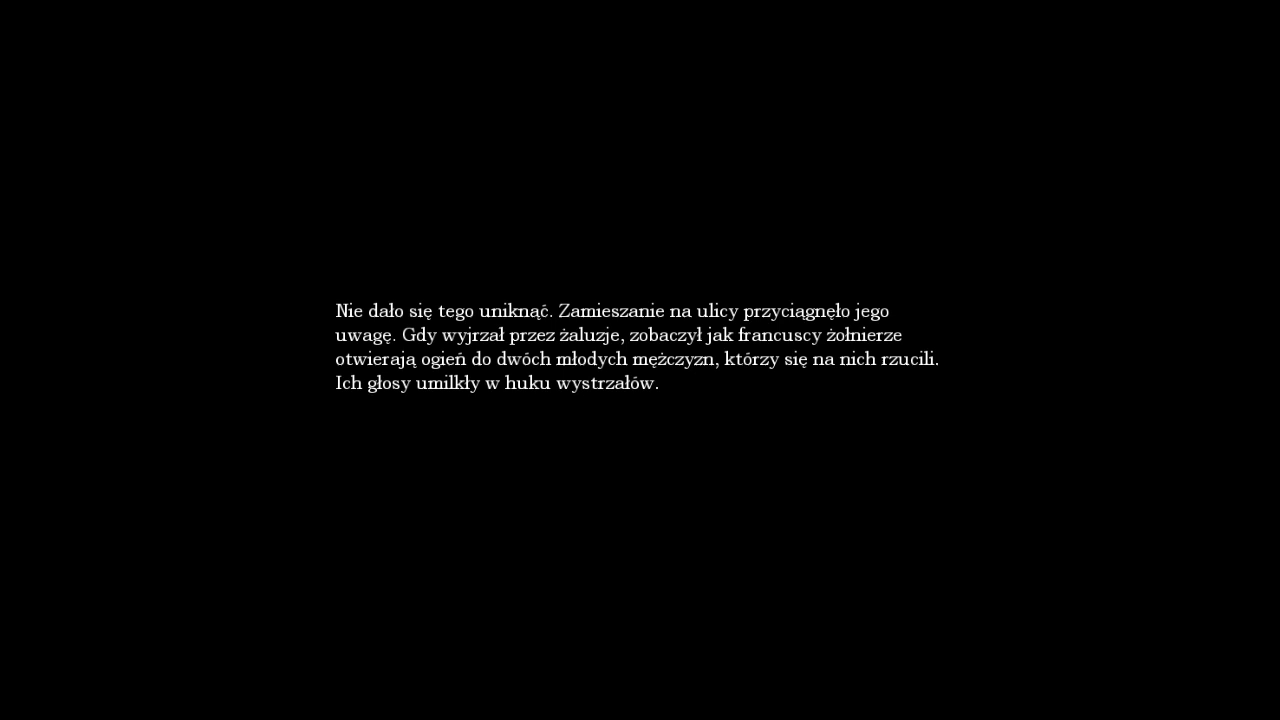 Nie dało się tego uniknąć. Zamieszanie na ulicy przyciągnęło jego
uwagę. Gdy wyjrzał przez żaluzje, zobaczył jak francuscy żołnierze
otwierają ogień do dwóch młodych mężczyzn, którzy się na nich rzucili.
Ich głosy umilkły w huku wystrzałów.